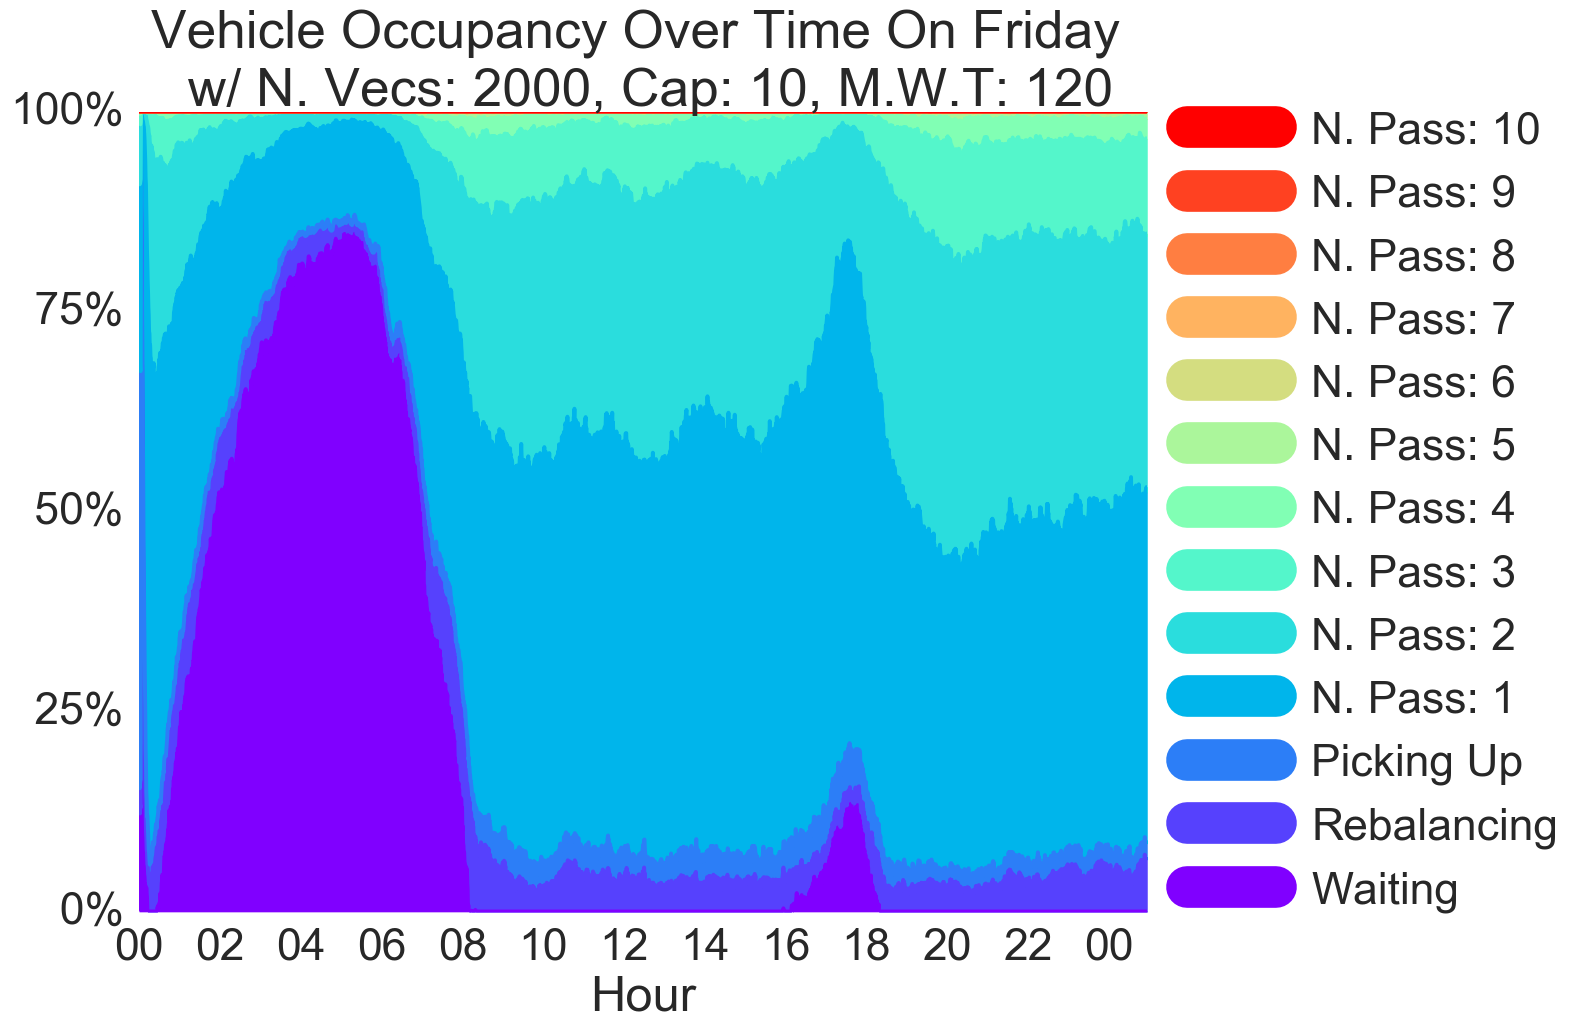 Vehicle Occupancy Over Time On Friday
w/ N. Vecs: 2000, Cap: 10, M.W.T: 120
100%
75%
50%
25%
0%
00 02 04 06 08 10 12 14 16 18 20 22 00
Hour
N. Pass: 10
N. Pass: 9
N. Pass: 8
N. Pass: 7
N. Pass: 6
N. Pass: 5
N. Pass: 4
N. Pass: 3
N. Pass: 2
N. Pass: 1
Picking Up
Rebalancing
Waiting